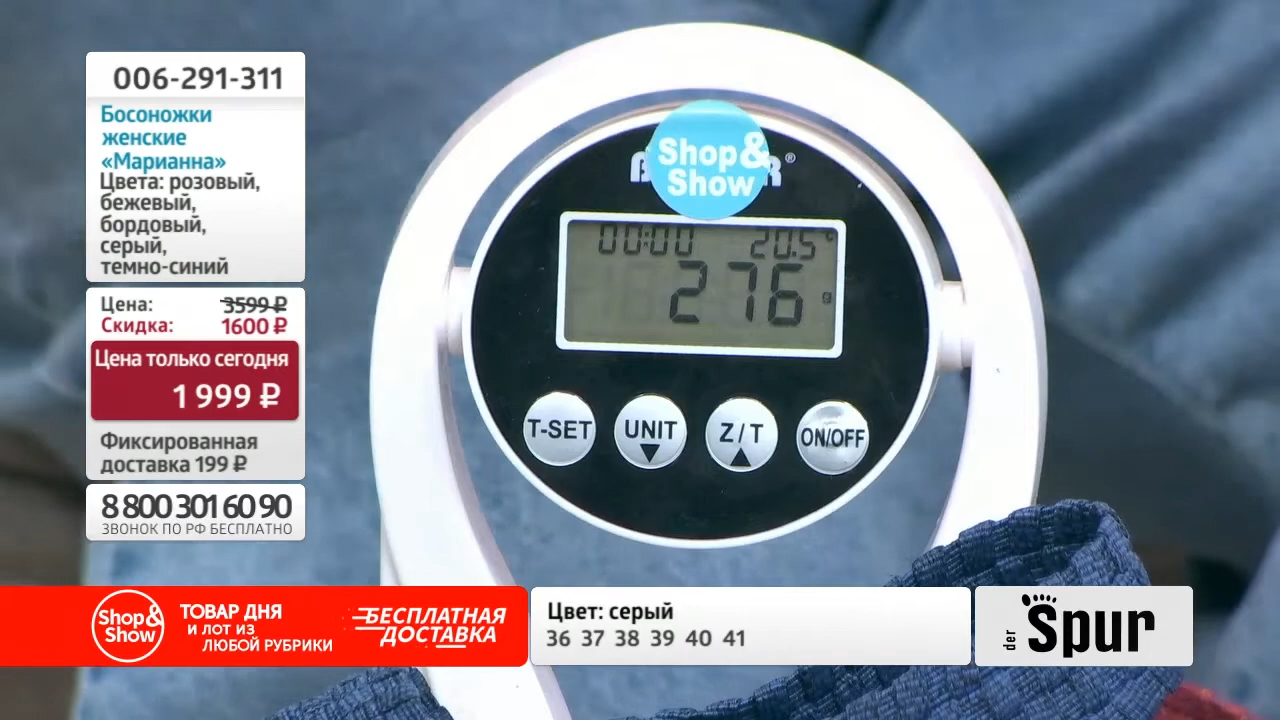 006-291-311
Босоножки
женские
«Марианна»
Цвета: розовый,
бежевый,
бордовый,
серый,
темно-синий
Цена: 3599 ₽
Скидка: 1600 ₽
Цена только сегодня
1 999 ₽
Фиксированная
доставка 199 ₽
8 800 301 60 90
ЗВОНОК ПО РФ БЕСПЛАТНО
Shop&
Show
®
00:00 20.5°
276 g
T-SET UNIT Z/T ON/OFF
Shop&
Show
ТОВАР ДНЯ
И ЛОТ ИЗ
ЛЮБОЙ РУБРИКИ
БЕСПЛАТНАЯ
ДОСТАВКА
Цвет: серый
36 37 38 39 40 41
der Spur